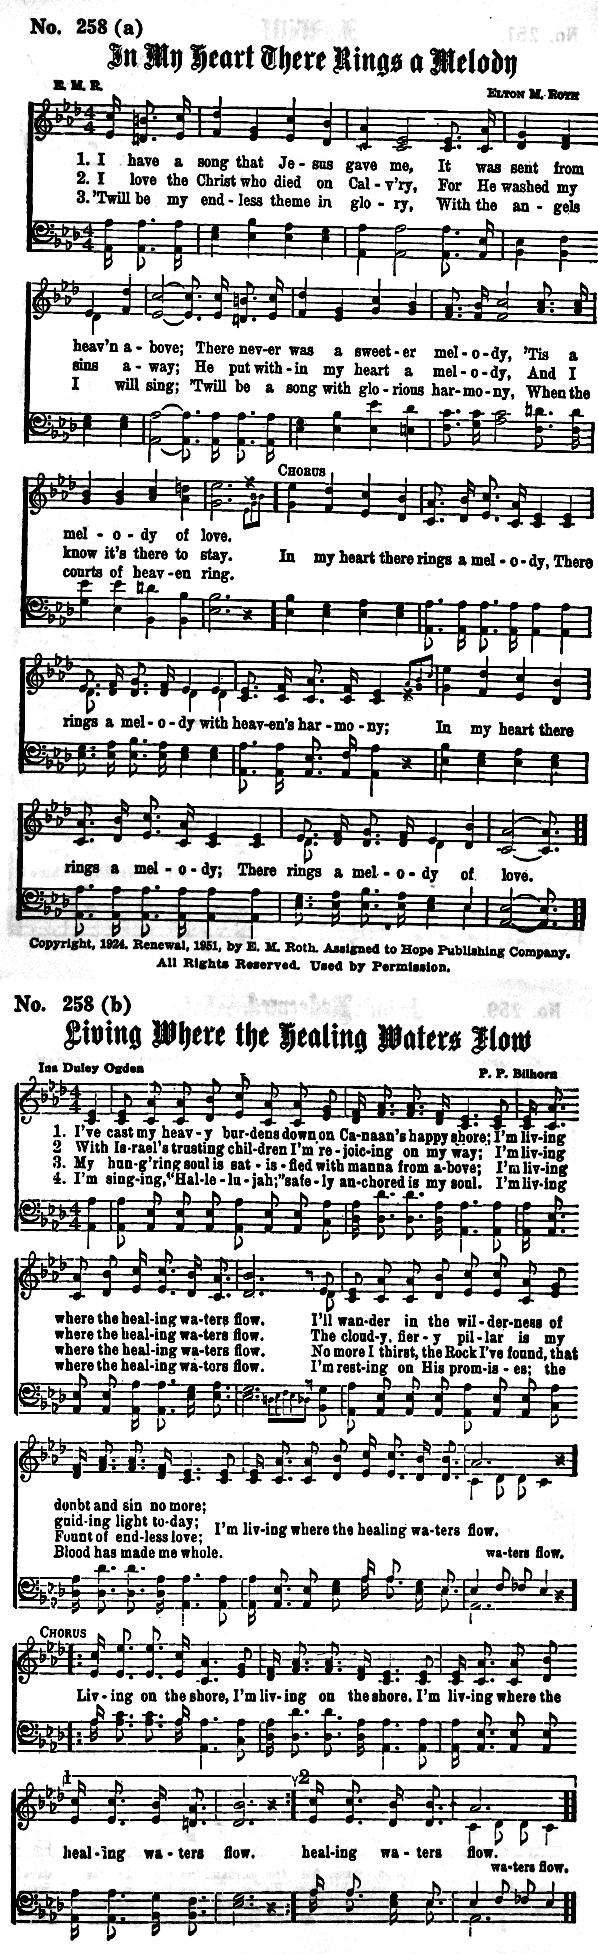 No. 258 (a)
In My Heart There Rings a Melody
E. M. R.
ELTON M. ROTH
1. I have a song that Je - sus gave me, It was sent from
2. I love the Christ who died on Cal - v'ry, For He washed my
3. 'Twill be my end - less theme in glo - ry, With the an - gels
heav'n a - bove; There nev-er was a sweet-er mel - o - dy, 'Tis a
sins a - way; He put with - in my heart a mel - o - dy, And I
I will sing; 'Twill be a song with glo - rious har-mo-ny, When the
CHORUS
mel - o - dy of love.
know it's there to stay. In my heart there rings a mel - o - dy, There
courts of heav - en ring.
rings a mel - o - dy with heav-en's har - mo - ny; In my heart there
rings a mel - o - dy; There rings a mel - o - dy of love.
Copyright, 1924. Renewal, 1951, by E. M. Roth. Assigned to Hope Publishing Company.
All Rights Reserved. Used by Permission.
No. 258 (b)
Living Where the Healing Waters Flow
Ina Duley Ogden
P. P. Bilhorn
1. I've cast my heav - y bur-dens down on Ca-naan's happy shore; I'm liv-ing
2 With Is-rael's trusting chil-dren I'm re-joic-ing on my way; I'm liv-ing
3. My hun-g'ring soul is sat - is - fied with manna from a-bove; I'm liv-ing
4. I'm sing-ing, "Hal-le - lu - jah;" safe-ly an-chored is my soul. I'm liv-ing
where the heal-ing wa-ters flow. I'll wan-der in the wil-der-ness of
where the heal-ing wa-ters flow. The cloud-y, fier - y pil - lar is my
where the heal-ing wa-ters flow. No more I thirst, the Rock I've found, that
where the heal-ing wa-tors flow. I'm rest-ing on His prom-is - es; the
doubt and sin no more;
guid-ing light to-day;
Fount of end-less love; I'm liv-ing where the healing wa-ters flow.
Blood has made me whole. wa-ters flow.
CHORUS
Liv - ing on the shore, I'm liv - ing on the shore. I'm liv - ing where the
1 2
heal-ing wa - ters flow. heal-ing wa - ters flow.
wa-ters flow.